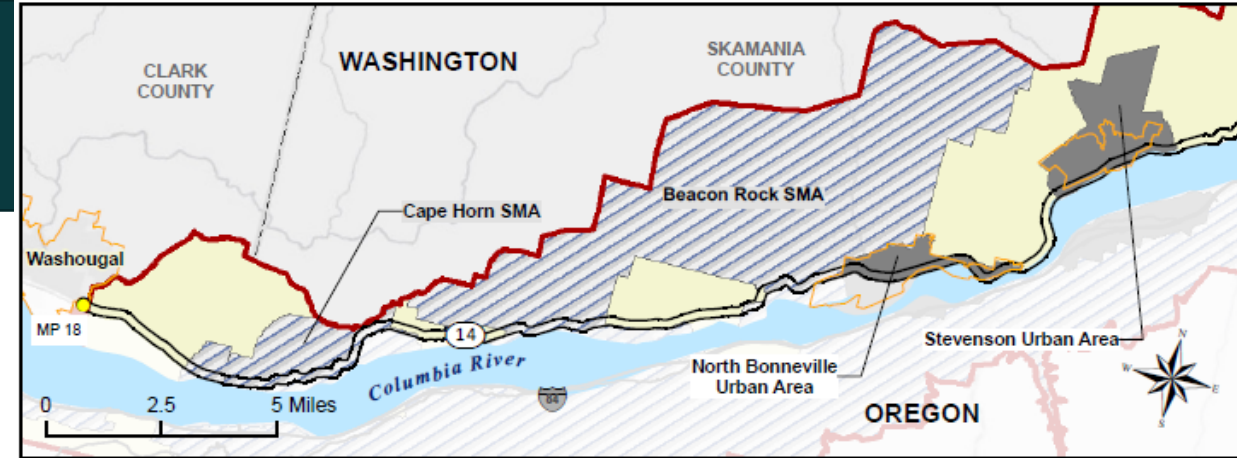 WASHINGTON
SKAMANIA
COUNTY
CLARK
COUNTY
Beacon Rock SMA
Cape Horn SMA
Washougal
MP 18
14
Stevenson Urban Area
North Bonneville
Urban Area
Columbia River
84
OREGON
N
W
E
S
0 2.5 5 Miles